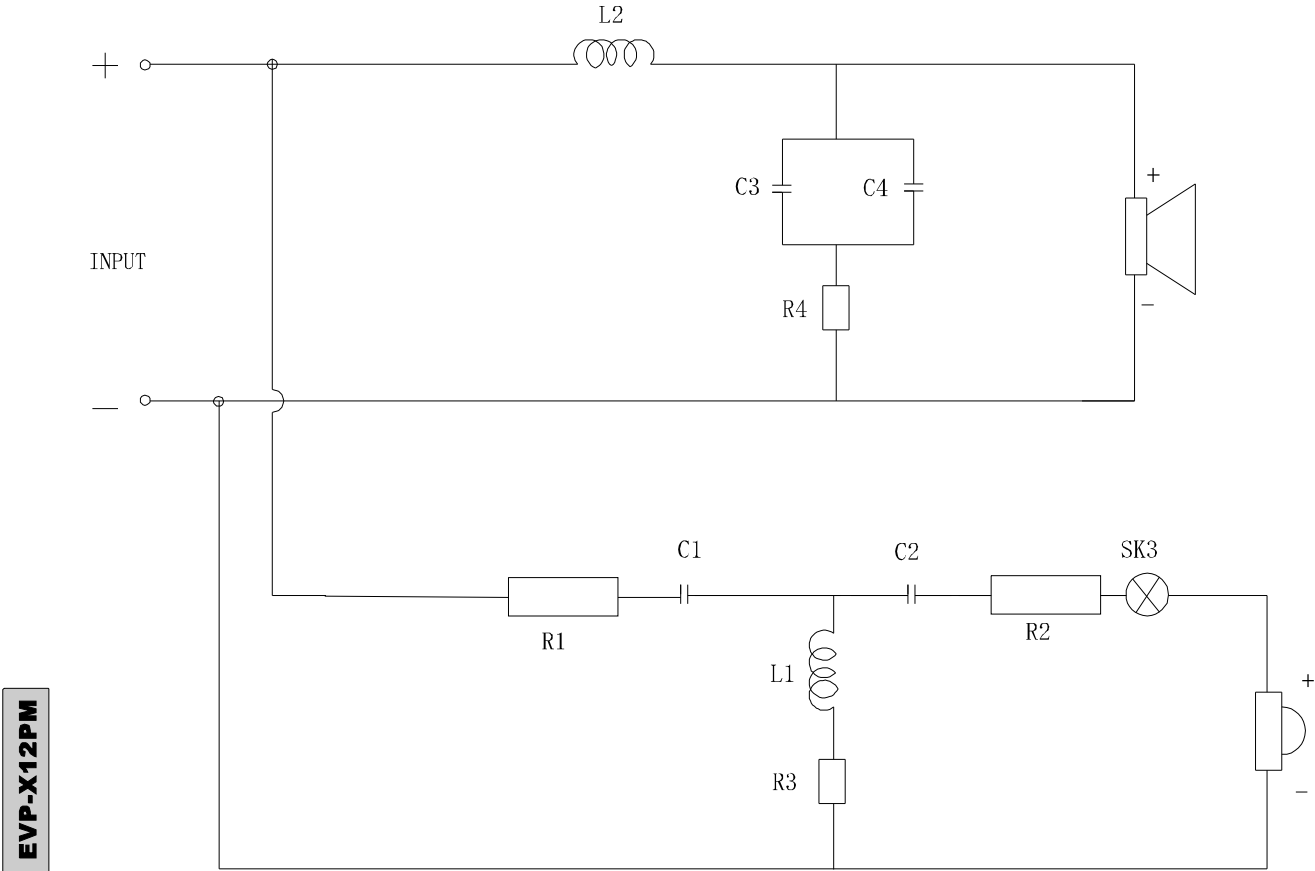 L2
+
+
C3
C4
INPUT
R4
−
—
C1
C2
SK3
R1
R2
L1
+
R3
−
EVP-X12PM